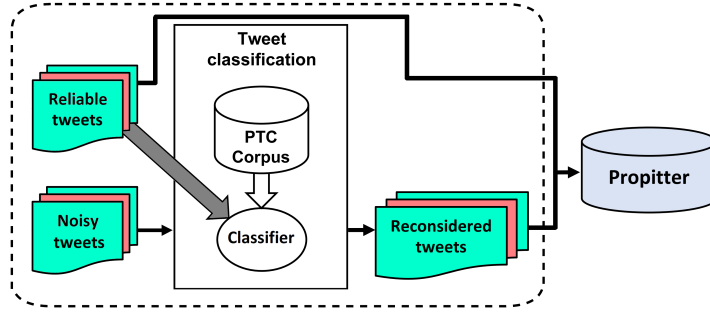 Tweet
classification
Reliable
tweets
PTC
Corpus
Propitter
Noisy
tweets
Classifier
Reconsidered
tweets